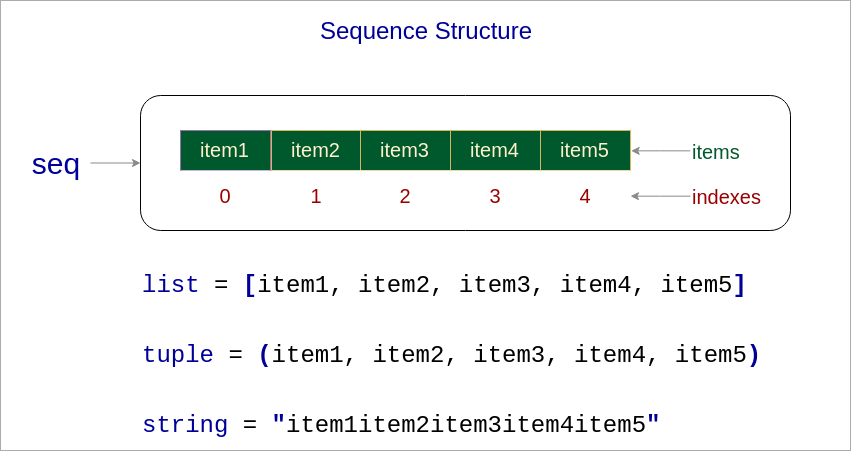 Sequence Structure
seq
item1 item2 item3 item4 item5
items
0 1 2 3 4
indexes
list = [item1, item2, item3, item4, item5]
tuple = (item1, item2, item3, item4, item5)
string = "item1item2item3item4item5"